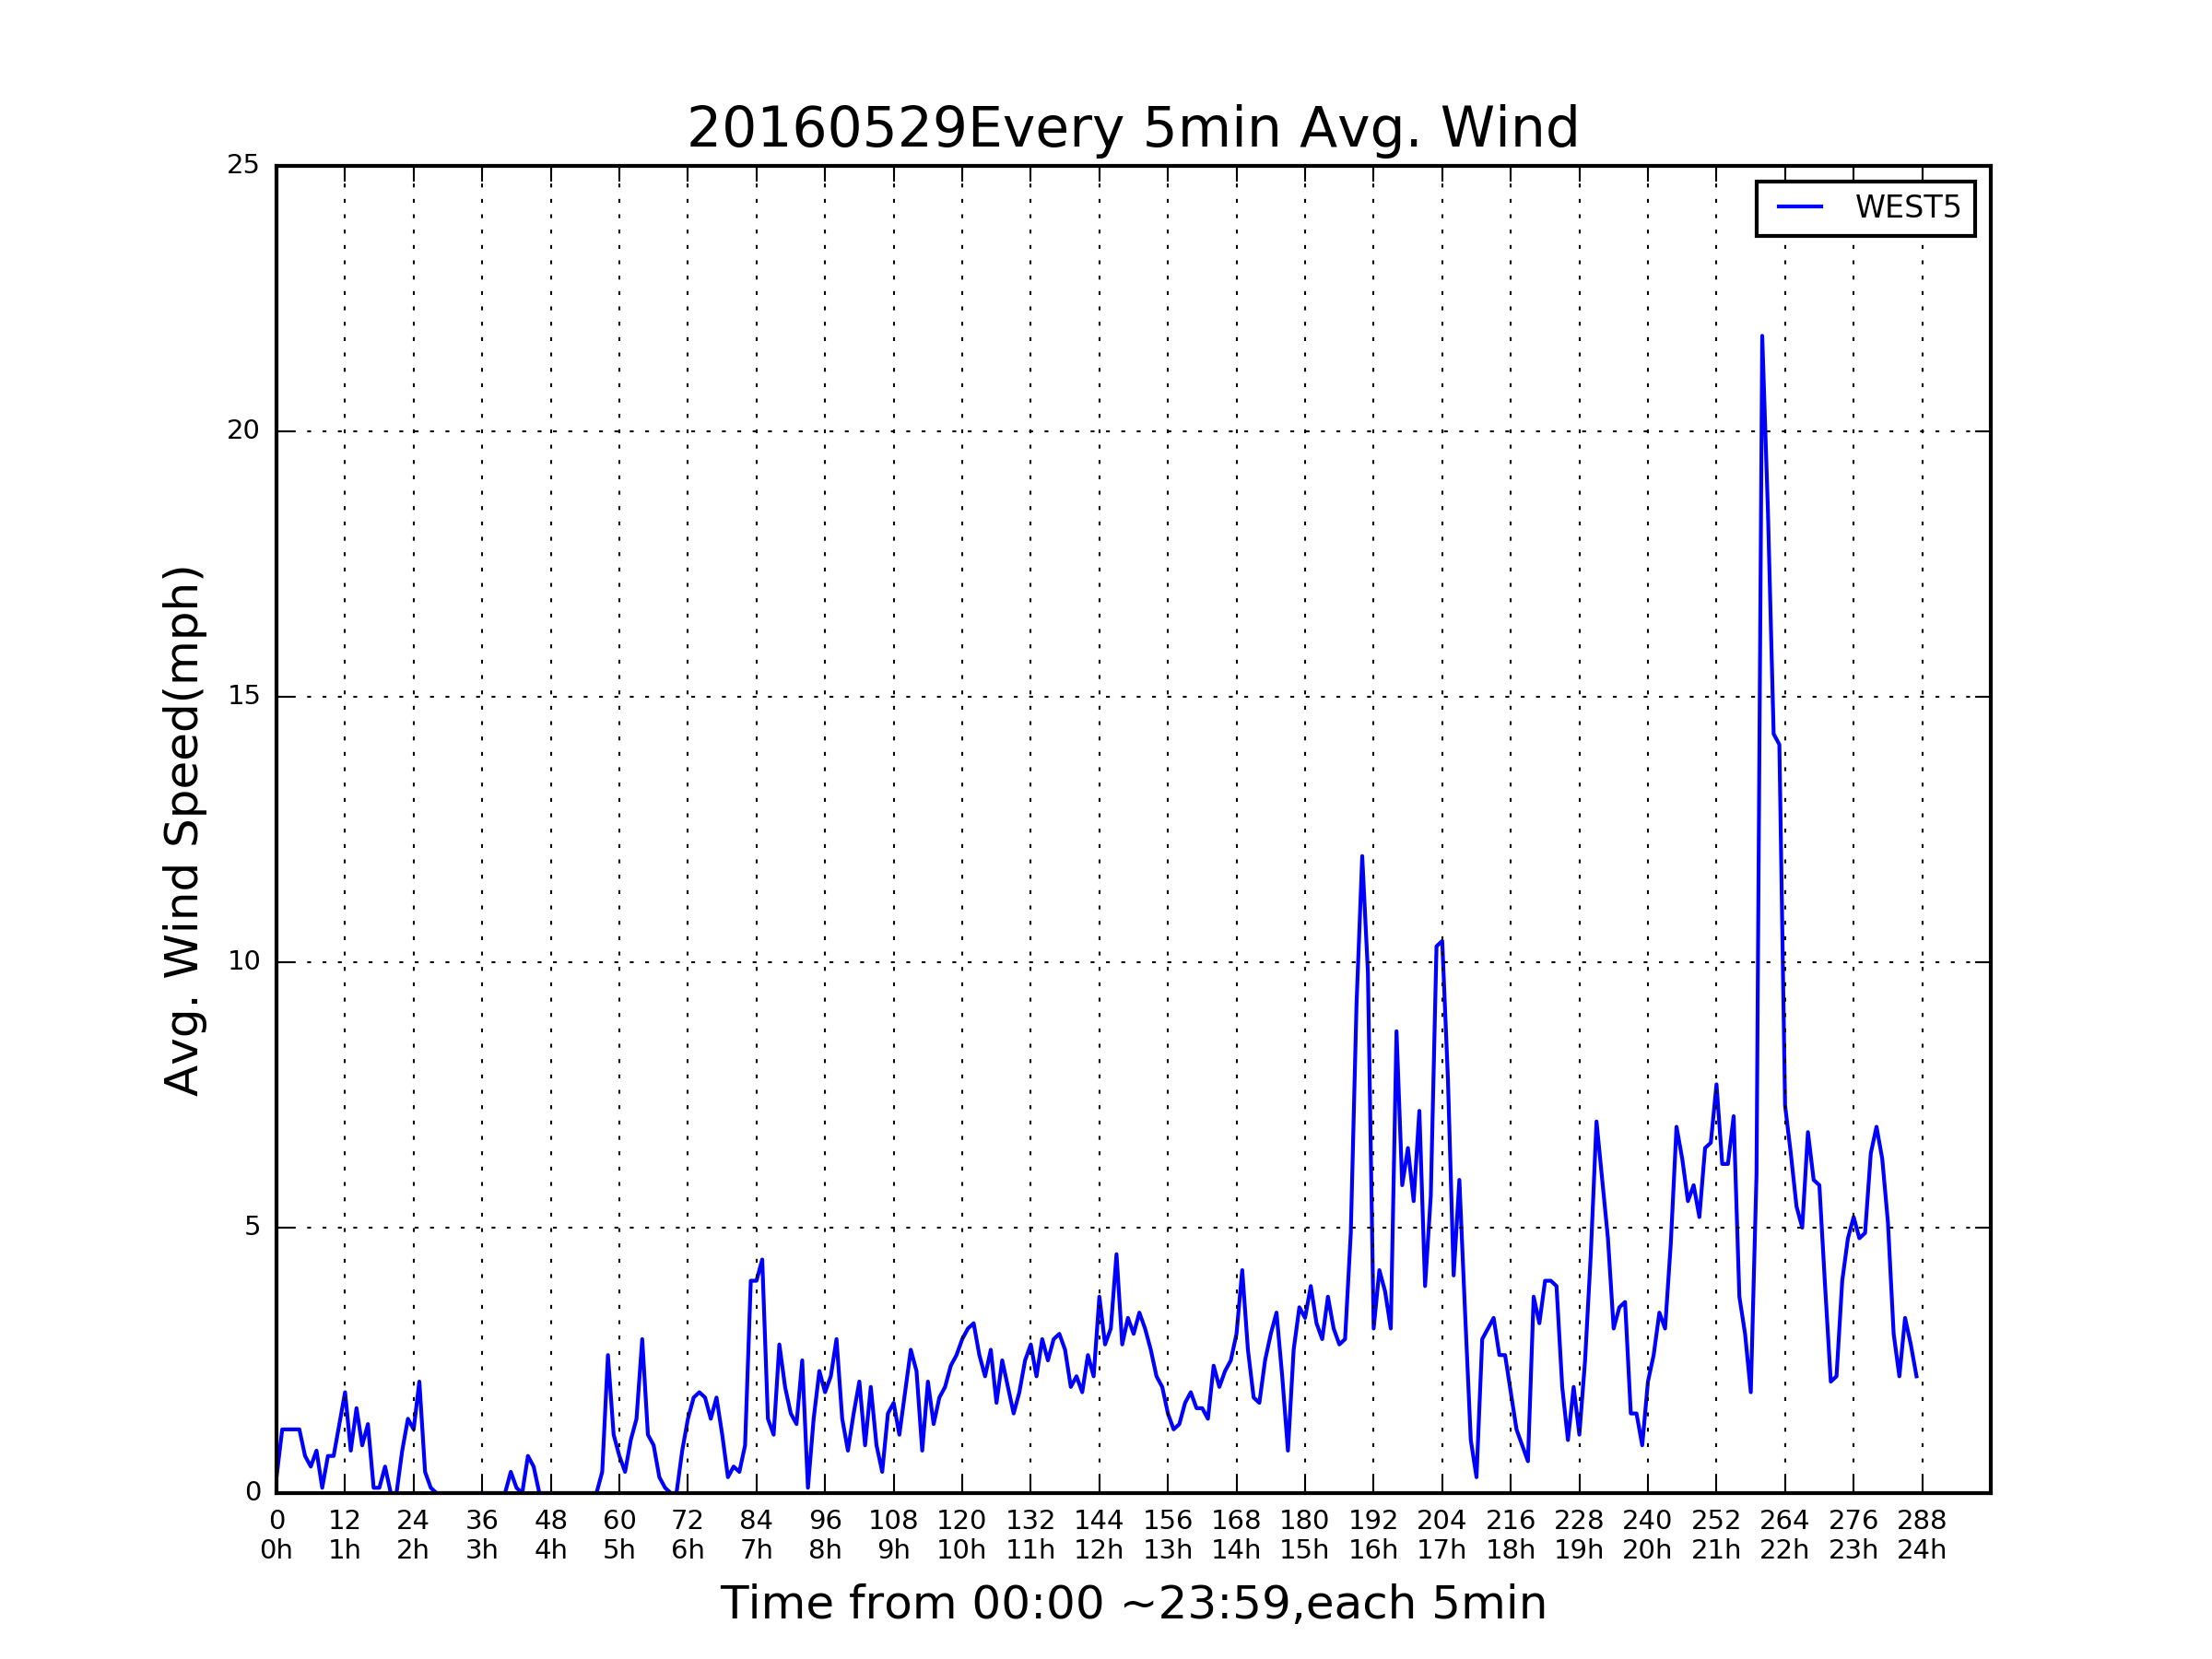 20160529Every 5min Avg. Wind
WEST5
Avg. Wind Speed(mph)
25
20
15
10
5
0
0 12 24 36 48 60 72 84 96 108 120 132 144 156 168 180 192 204 216 228 240 252 264 276 288
0h 1h 2h 3h 4h 5h 6h 7h 8h 9h 10h 11h 12h 13h 14h 15h 16h 17h 18h 19h 20h 21h 22h 23h 24h
Time from 00:00 ~23:59,each 5min